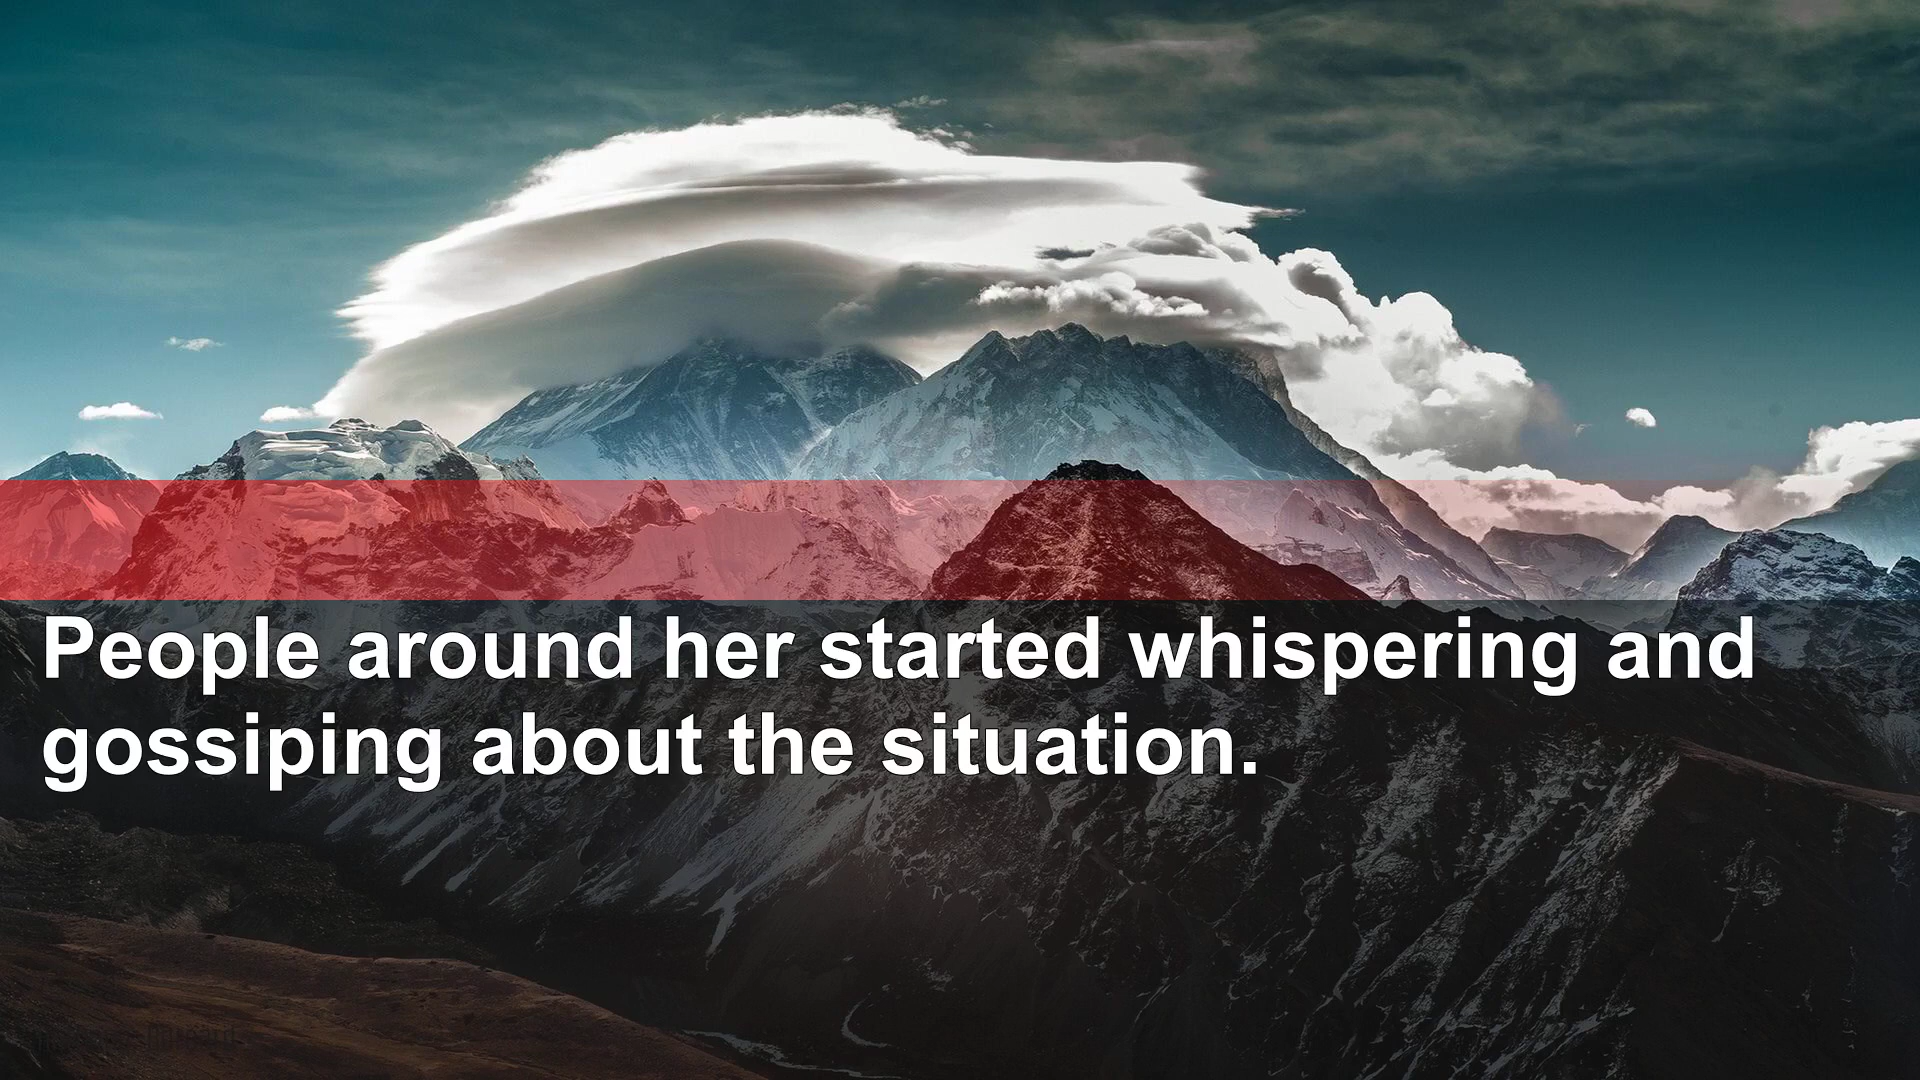 People around her started whispering and
gossiping about the situation.